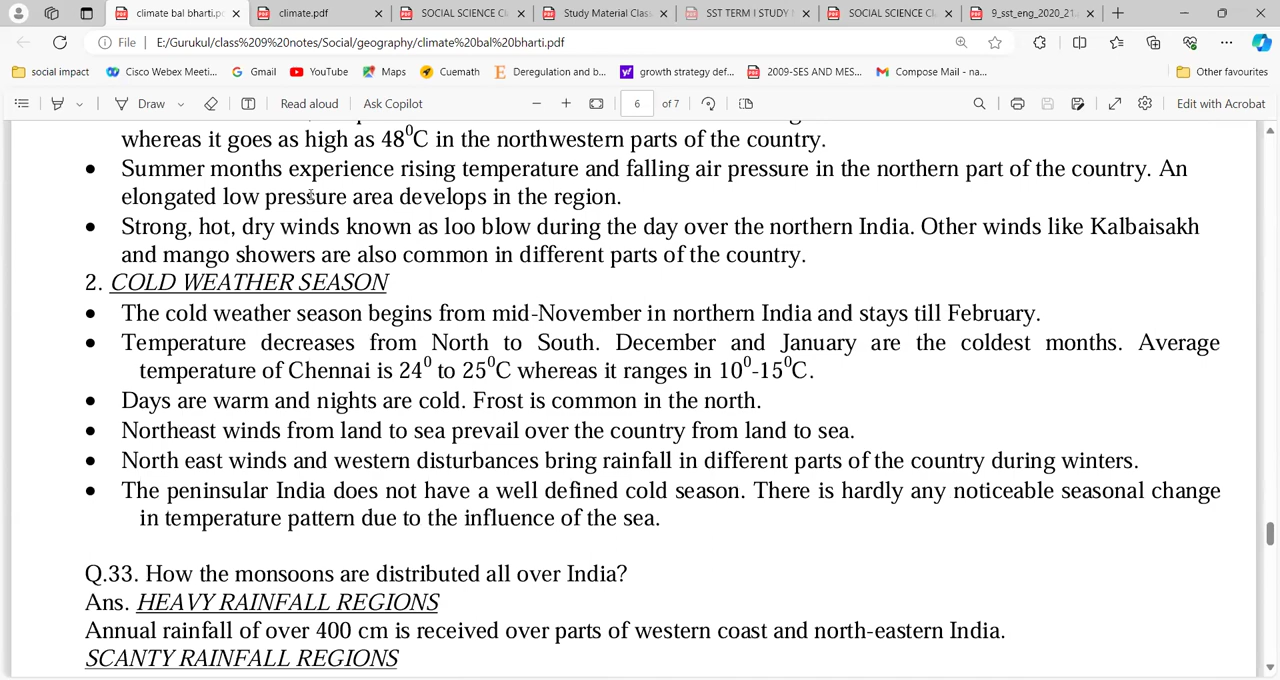 climate bal bharti.p
climate.pdf
SOCIAL SCIENCE Cl
Study Material Class
SST TERM I STUDY M
SOCIAL SCIENCE Cl
9_sst_eng_2020_21
File
E:/Gurukul/class%209%20notes/Social/geography/climate%20bal%20bharti.pdf
social impact
Cisco Webex Meeti...
Gmail
YouTube
Maps
Cuemath
Deregulation and b...
growth strategy def...
2009-SES AND MES...
Compose Mail - na...
Other favourites
Draw
Read aloud
Ask Copilot
6 of 7
Edit with Acrobat
whereas it goes as high as 48⁰C in the northwestern parts of the country.
• Summer months experience rising temperature and falling air pressure in the northern part of the country. An
elongated low pressure area develops in the region.
• Strong, hot, dry winds known as loo blow during the day over the northern India. Other winds like Kalbaisakh
and mango showers are also common in different parts of the country.
2. COLD WEATHER SEASON
• The cold weather season begins from mid-November in northern India and stays till February.
• Temperature decreases from North to South. December and January are the coldest months. Average
temperature of Chennai is 24⁰ to 25⁰C whereas it ranges in 10⁰-15⁰C.
• Days are warm and nights are cold. Frost is common in the north.
• Northeast winds from land to sea prevail over the country from land to sea.
• North east winds and western disturbances bring rainfall in different parts of the country during winters.
• The peninsular India does not have a well defined cold season. There is hardly any noticeable seasonal change
in temperature pattern due to the influence of the sea.
Q.33. How the monsoons are distributed all over India?
Ans. HEAVY RAINFALL REGIONS
Annual rainfall of over 400 cm is received over parts of western coast and north-eastern India.
SCANTY RAINFALL REGIONS